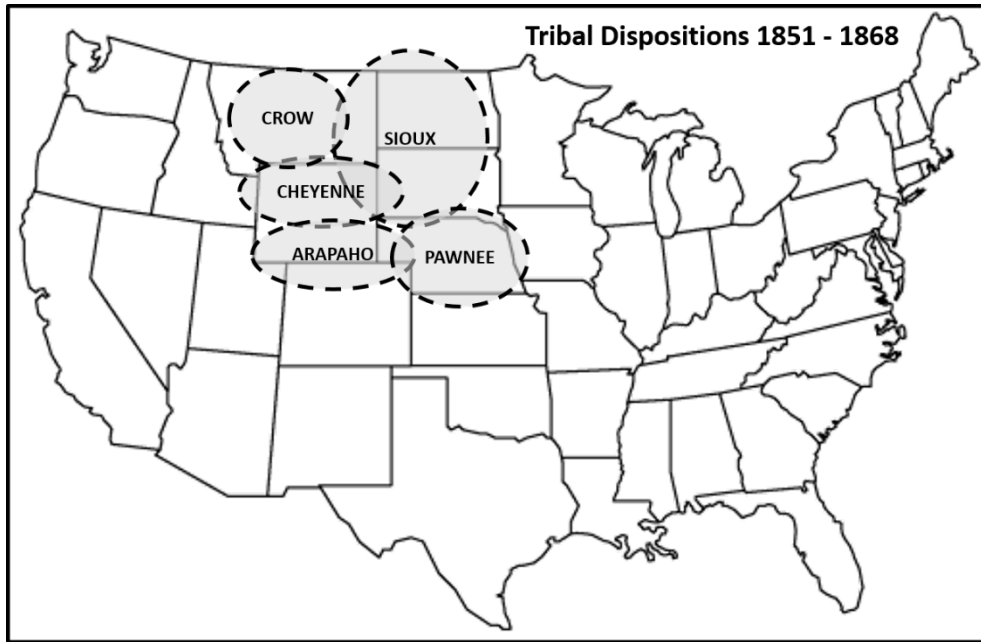 Tribal Dispositions 1851 - 1868
CROW
SIOUX
CHEYENNE
ARAPAHO
PAWNEE